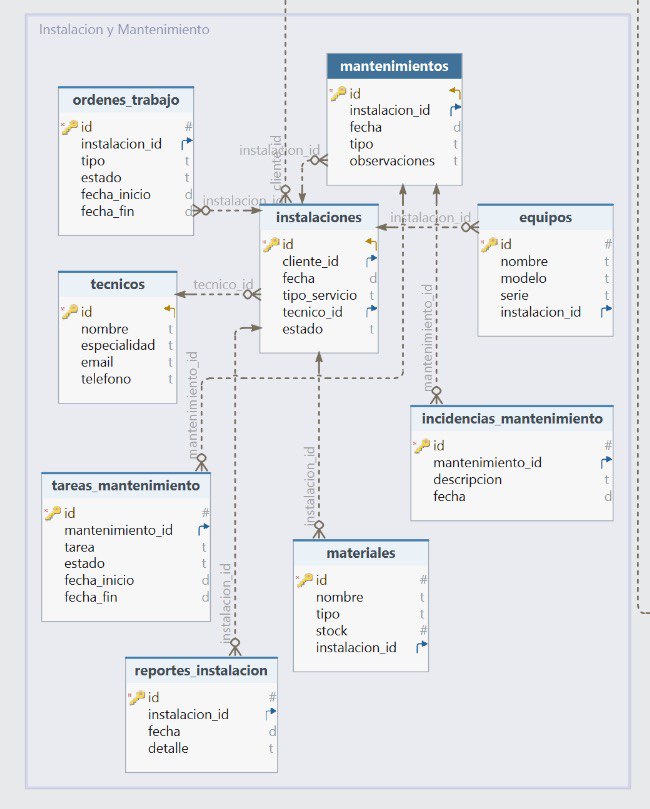 Instalacion y Mantenimiento
mantenimientos
id
instalacion_id
fecha d
tipo t
observaciones t
ordenes_trabajo
id #
instalacion_id
tipo t
estado t
fecha_inicio d
fecha_fin d
instalacion_id
cliente_id
instalacion_id
instalaciones
id
cliente_id
fecha d
tipo_servicio t
tecnico_id
estado t
instalacion_id
equipos
id #
nombre t
modelo t
serie t
instalacion_id
tecnicos
id
nombre t
especialidad t
email t
telefono t
tecnico_id
mantenimiento_id
mantenimiento_id
incidencias_mantenimiento
id #
mantenimiento_id
descripcion t
fecha d
tareas_mantenimiento
id #
mantenimiento_id
tarea t
estado t
fecha_inicio d
fecha_fin d
instalacion_id
materiales
id #
nombre t
tipo t
stock #
instalacion_id
instalacion_id
reportes_instalacion
id #
instalacion_id
fecha d
detalle t